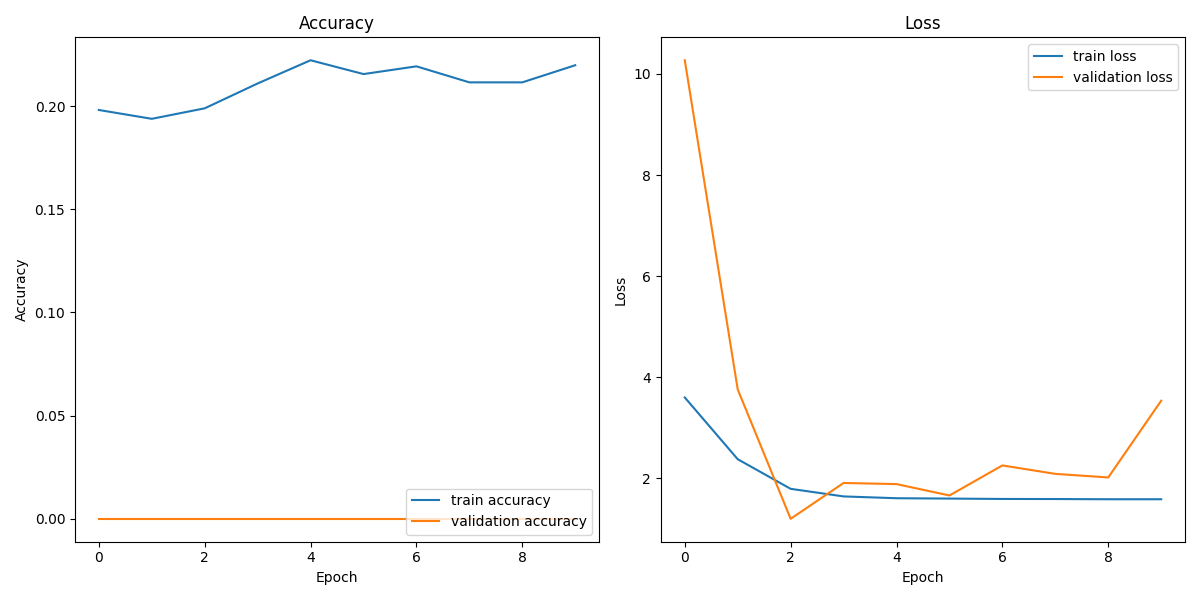 Accuracy
Accuracy
0.20
0.15
0.10
0.05
0.00
train accuracy
validation accuracy
0 2 4 6 8
Epoch
Loss
Loss
10
8
6
4
2
train loss
validation loss
0 2 4 6 8
Epoch